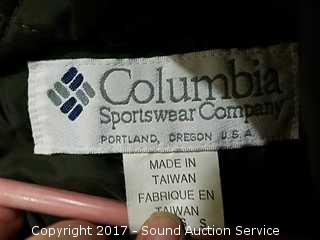 Columbia
Sportswear Company
PORTLAND, OREGON U.S.A.
MADE IN
TAIWAN
FABRIQUE EN
TAIWAN
S
Copyright 2017 - Sound Auction Service